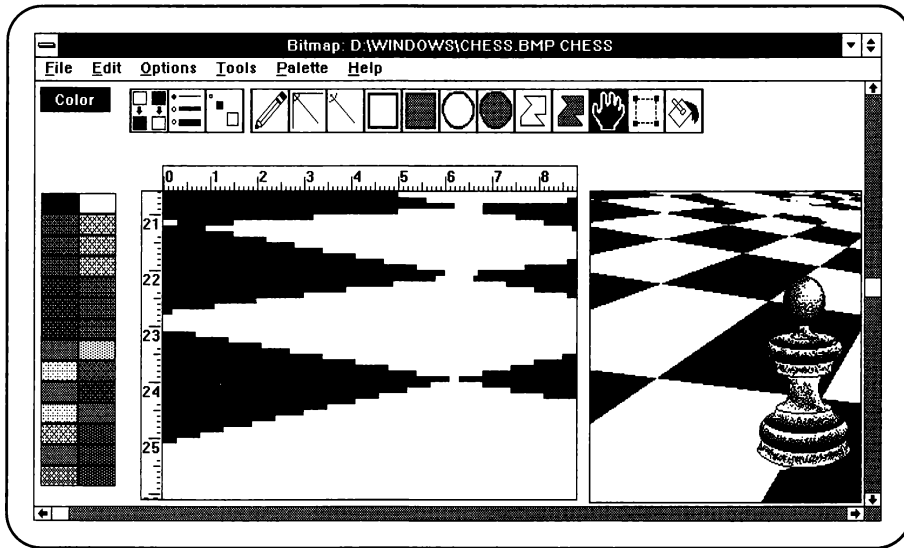 Bitmap: D:\WINDOWS\CHESS.BMP CHESS
File Edit Options Tools Palette Help
Color
0 1 2 3 4 5 6 7 8
21
22
23
24
25